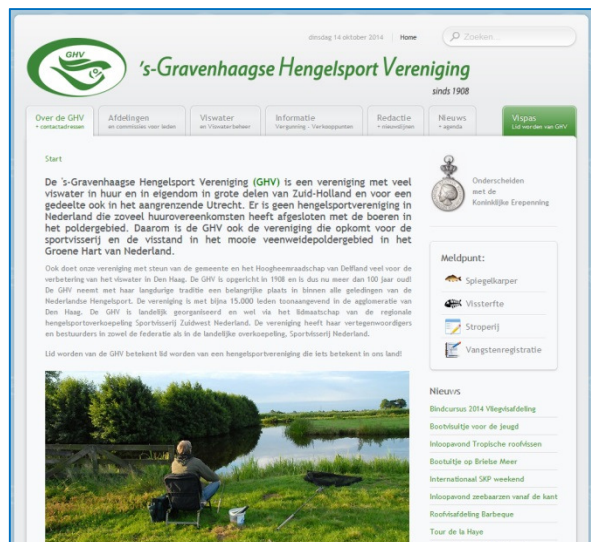 dinsdag 14 oktober 2014 Home Zoeken...
GHV
's-Gravenhaagse Hengelsport Vereniging
sinds 1908
Over de GHV
+ contactadressen
Afdelingen
en commissies voor leden
Viswater
en Viswaterbeheer
Informatie
Vergunning - Verkooppunten
Redactie
+ nieuwslijnen
Nieuws
+ agenda
Vispas
Lid worden van GHV
Start
De 's-Gravenhaagse Hengelsport Vereniging (GHV) is een vereniging met veel
viswater in huur en in eigendom in grote delen van Zuid-Holland en voor een
gedeelte ook in het aangrenzende Utrecht. Er is geen hengelsportvereniging in
Nederland die zoveel huurovereenkomsten heeft afgesloten met de boeren in
het poldergebied. Daarom is de GHV ook de vereniging die opkomt voor de
sportvisserij en de visstand in het mooie veenweidepoldergebied in het
Groene Hart van Nederland.
Ook doet onze vereniging met steun van de gemeente en het Hoogheemraadschap van Delfland veel voor de
verbetering van het viswater in Den Haag. De GHV is opgericht in 1908 en is dus nu meer dan 100 jaar oud!
De GHV neemt met haar langdurige traditie een belangrijke plaats in binnen alle geledingen van de
Nederlandse Hengelsport. De vereniging is met bijna 15.000 leden toonaangevend in de agglomeratie van
Den Haag. De GHV is landelijk georganiseerd en wel via het lidmaatschap van de regionale
hengelsportoverkoepeling Sportvisserij Zuidwest Nederland. De vereniging heeft haar vertegenwoordigers
en bestuurders in zowel de federatie als in de landelijke overkoepeling, Sportvisserij Nederland.
Lid worden van de GHV betekent lid worden van een hengelsportvereniging die iets betekent in ons land!
Onderscheiden
met de
Koninklijke Erepenning
Meldpunt:
Spiegelkarper
Vissterfte
Stroperij
Vangstenregistratie
Nieuws
Bindcursus 2014 Vliegvisafdeling
Bootvisuitje voor de jeugd
Inloopavond Tropische roofvissen
Bootuitje op Briebe Meer
Internationaal SKP weekend
Inloopavond zeebaarzen vanaf de kant
Roofvisafdeling Barbeque
Tour de la Haye